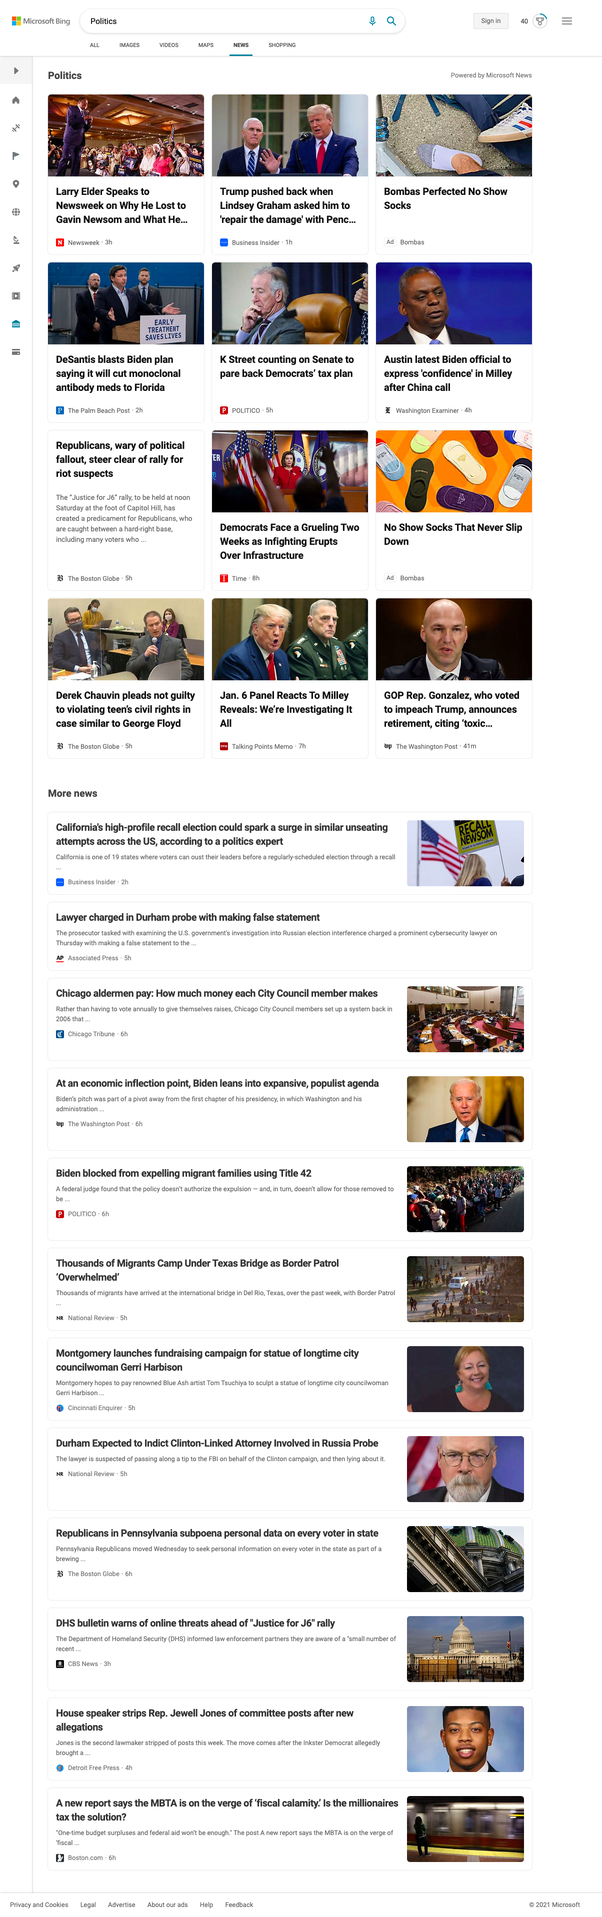 Microsoft Bing
Politics
Sign in
40
ALL
IMAGES
VIDEOS
MAPS
NEWS
SHOPPING
Politics
Powered by Microsoft News
Larry Elder Speaks to
Newsweek on Why He Lost to
Gavin Newsom and What He...
Newsweek · 3h
Trump pushed back when
Lindsey Graham asked him to
'repair the damage' with Penc...
Business Insider · 1h
Bombas Perfected No Show
Socks
Ad Bombas
EARLY
TREATMENT
SAVES LIVES
DeSantis blasts Biden plan
saying it will cut monoclonal
antibody meds to Florida
The Palm Beach Post · 2h
K Street counting on Senate to
pare back Democrats' tax plan
POLITICO · 5h
Austin latest Biden official to
express 'confidence' in Milley
after China call
Washington Examiner · 4h
Republicans, wary of political
fallout, steer clear of rally for
riot suspects
The "Justice for J6" rally, to be held at noon
Saturday at the foot of Capitol Hill, has
created a predicament for Republicans, who
are caught between a hard-right base,
including many voters who ...
The Boston Globe · 5h
Democrats Face a Grueling Two
Weeks as Infighting Erupts
Over Infrastructure
Time · 8h
No Show Socks That Never Slip
Down
Ad Bombas
Derek Chauvin pleads not guilty
to violating teen's civil rights in
case similar to George Floyd
The Boston Globe · 5h
Jan. 6 Panel Reacts To Milley
Reveals: We're Investigating It
All
Talking Points Memo · 7h
GOP Rep. Gonzalez, who voted
to impeach Trump, announces
retirement, citing 'toxic...
The Washington Post · 41m
More news
California's high-profile recall election could spark a surge in similar unseating
attempts across the US, according to a politics expert
California is one of 19 states where voters can oust their leaders before a regularly-scheduled election through a recall
...
Business Insider · 2h
RECALL
NEWSOM
Lawyer charged in Durham probe with making false statement
The prosecutor tasked with examining the U.S. government's investigation into Russian election interference charged a prominent cybersecurity lawyer on
Thursday with making a false statement to the ...
AP Associated Press · 5h
Chicago aldermen pay: How much money each City Council member makes
Rather than having to vote annually to give themselves raises, Chicago City Council members set up a system back in
2006 that ...
Chicago Tribune · 6h
At an economic inflection point, Biden leans into expansive, populist agenda
Biden's pitch was part of a pivot away from the first chapter of his presidency, in which Washington and his
administration ...
The Washington Post · 6h
Biden blocked from expelling migrant families using Title 42
A federal judge found that the policy doesn't authorize the expulsion — and, in turn, doesn't allow for those removed to
be ...
POLITICO · 6h
Thousands of Migrants Camp Under Texas Bridge as Border Patrol
'Overwhelmed'
Thousands of migrants have arrived at the international bridge in Del Rio, Texas, over the past week, with Border Patrol
...
NR National Review · 5h
Montgomery launches fundraising campaign for statue of longtime city
councilwoman Gerri Harbison
Montgomery hopes to pay renowned Blue Ash artist Tom Tsuchiya to sculpt a statue of longtime city councilwoman
Gerri Harbison ...
Cincinnati Enquirer · 5h
Durham Expected to Indict Clinton-Linked Attorney Involved in Russia Probe
The lawyer is suspected of passing along a tip to the FBI on behalf of the Clinton campaign, and then lying about it.
NR National Review · 5h
Republicans in Pennsylvania subpoena personal data on every voter in state
Pennsylvania Republicans moved Wednesday to seek personal information on every voter in the state as part of a
brewing ...
The Boston Globe · 6h
DHS bulletin warns of online threats ahead of "Justice for J6" rally
The Department of Homeland Security (DHS) informed law enforcement partners they are aware of a "small number of
recent ...
CBS News · 3h
House speaker strips Rep. Jewell Jones of committee posts after new
allegations
Jones is the second lawmaker stripped of posts this week. The move comes after the Inkster Democrat allegedly
brought a ...
Detroit Free Press · 4h
A new report says the MBTA is on the verge of 'fiscal calamity.' Is the millionaires
tax the solution?
"One-time budget surpluses and federal aid won't be enough." The post A new report says the MBTA is on the verge of
'fiscal ...
Boston.com · 6h
Privacy and Cookies
Legal
Advertise
About our ads
Help
Feedback
© 2021 Microsoft